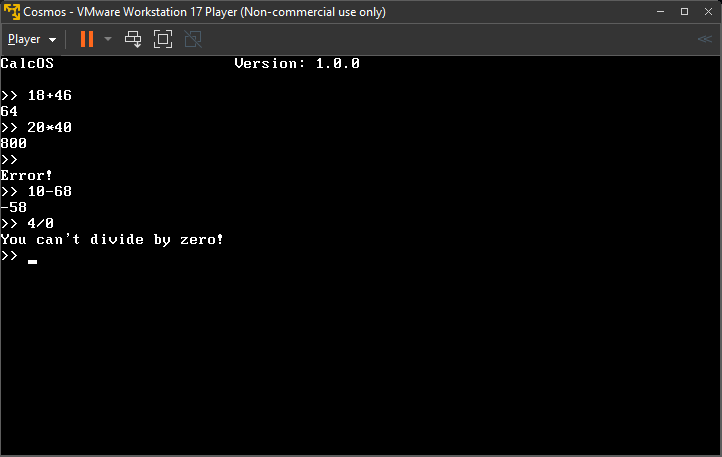 Cosmos - VMware Workstation 17 Player (Non-commercial use only)
Player
CalcOS Version: 1.0.0
>> 18+46
64
>> 20*40
800
>>
Error!
>> 10-68
-58
>> 4/0
You can't divide by zero!
>> _